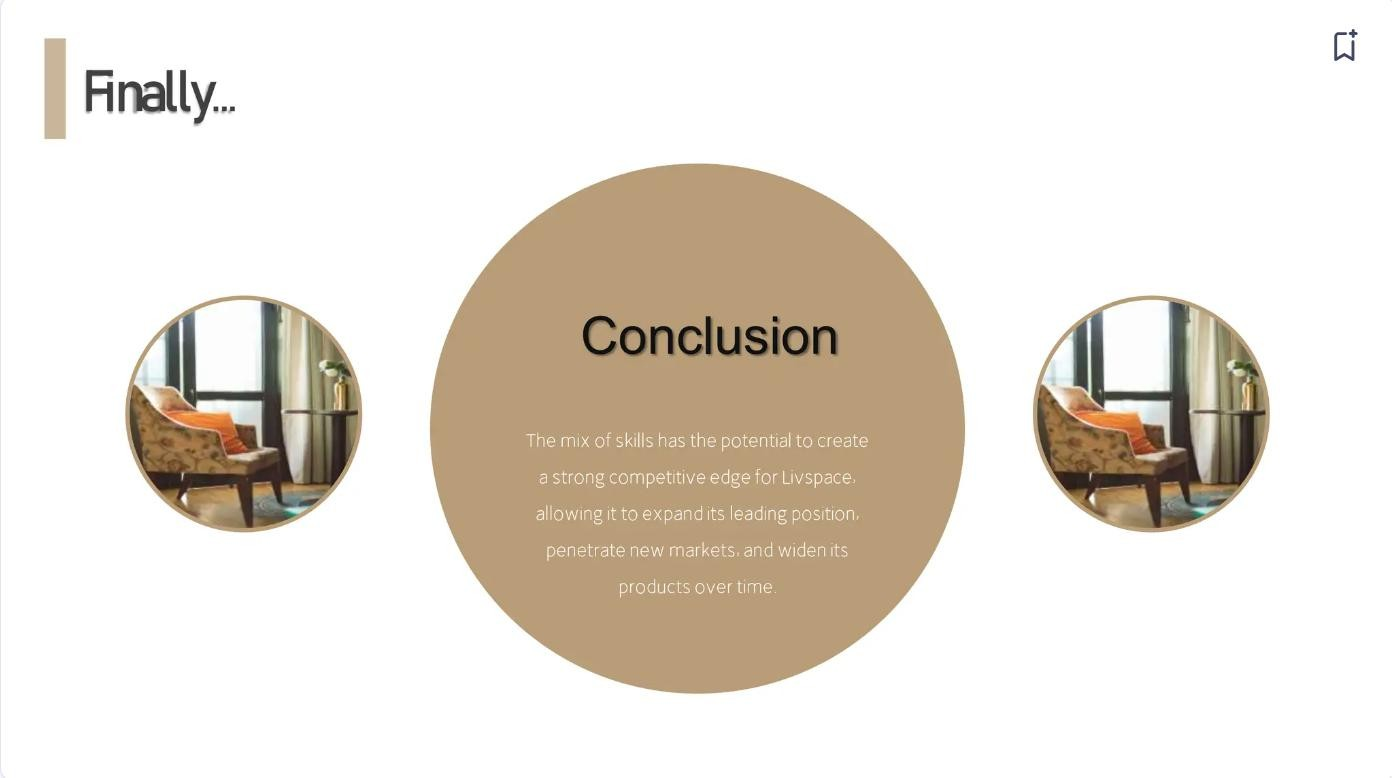 Finally...
Conclusion
The mix of skills has the potential to create
a strong competitive edge for Livspace,
allowing it to expand its leading position,
penetrate new markets, and widen its
products over time.